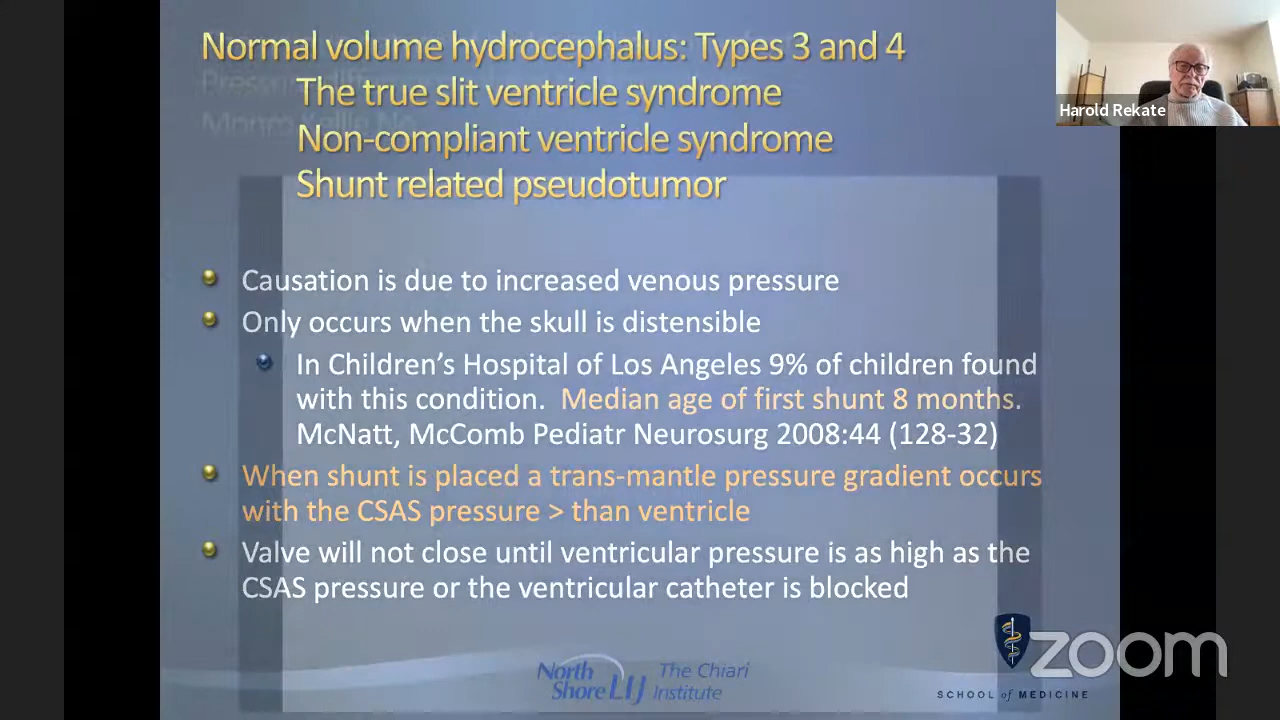 Normal volume hydrocephalus: Types 3 and 4
The true slit ventricle syndrome
Non-compliant ventricle syndrome
Shunt related pseudotumor
Harold Rekate
Causation is due to increased venous pressure
Only occurs when the skull is distensible
In Children's Hospital of Los Angeles 9% of children found
with this condition. Median age of first shunt 8 months.
McNatt, McComb Pediatr Neurosurg 2008:44 (128-32)
When shunt is placed a trans-mantle pressure gradient occurs
with the CSAS pressure > than ventricle
Valve will not close until ventricular pressure is as high as the
CSAS pressure or the ventricular catheter is blocked
North
Shore LIJ
The Chiari
Institute
zoom
SCHOOL of MEDICINE